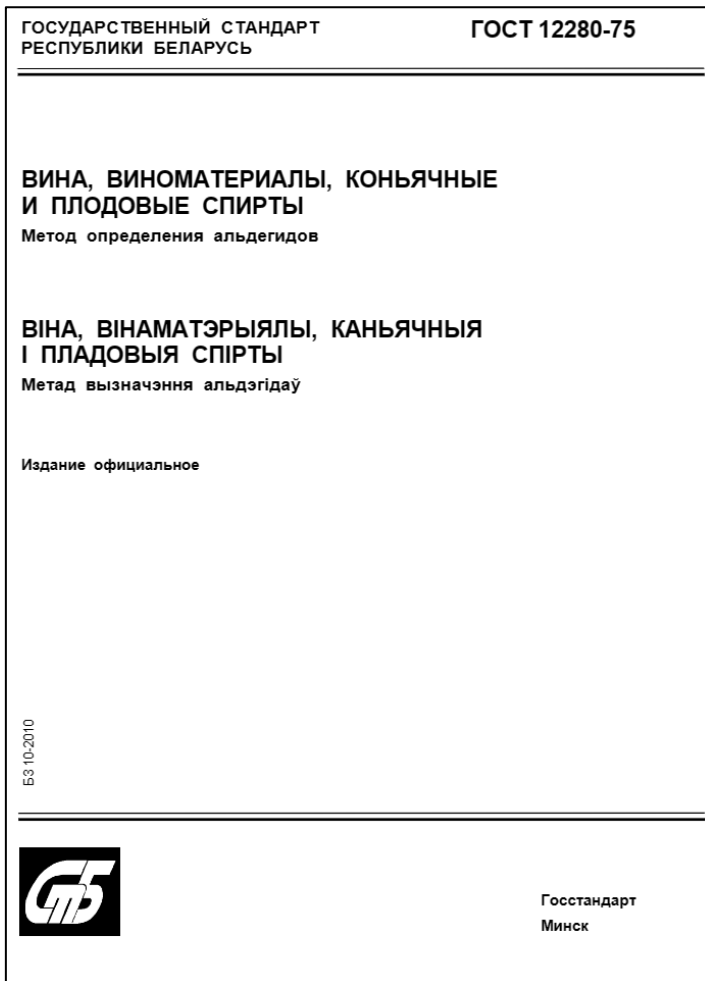 ГОСУДАРСТВЕННЫЙ СТАНДАРТ
РЕСПУБЛИКИ БЕЛАРУСЬ
ГОСТ 12280-75
ВИНА, ВИНОМАТЕРИАЛЫ, КОНЬЯЧНЫЕ
И ПЛОДОВЫЕ СПИРТЫ
Метод определения альдегидов
ВІНА, ВІНАМАТЭРЫЯЛЫ, КАНЬЯЧНЫЯ
І ПЛАДОВЫЯ СПІРТЫ
Метад вызначэння альдэгідаў
Издание официальное
БЗ 10-2010
СТБ
Госстандарт
Минск